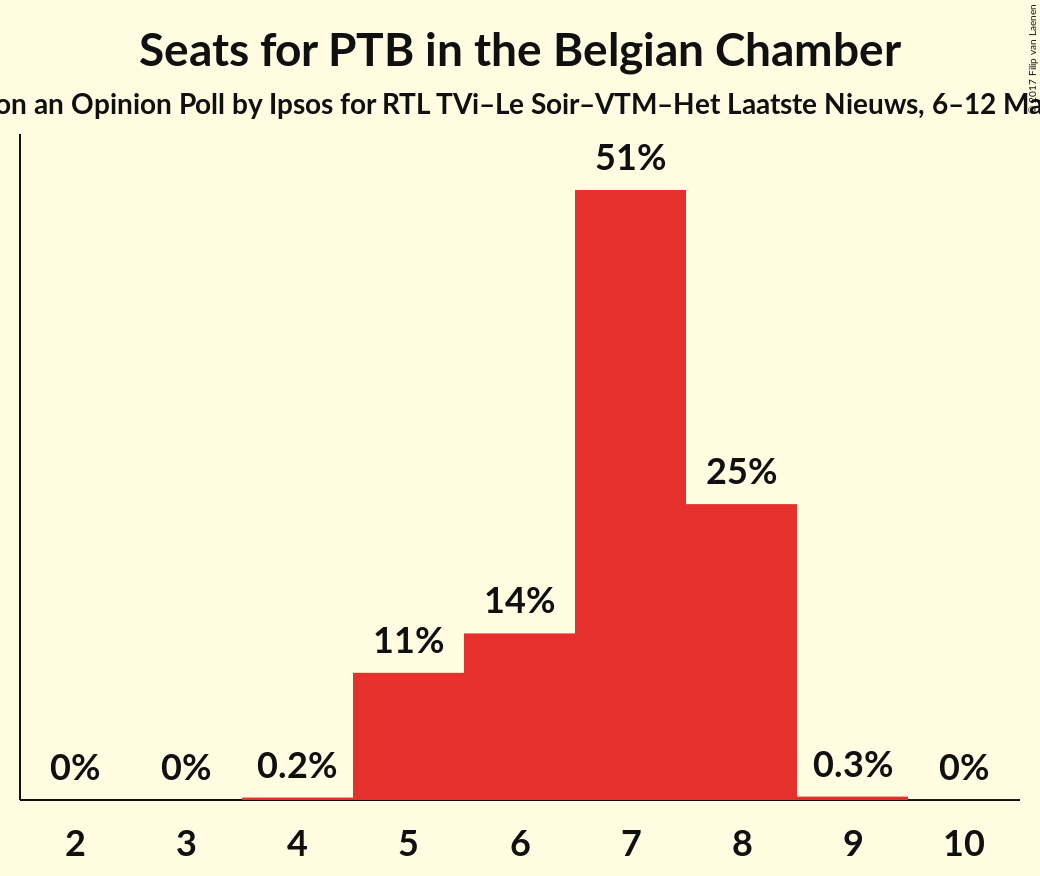 Seats for PTB in the Belgian Chamber
on an Opinion Poll by Ipsos for RTL TVi–Le Soir–VTM–Het Laatste Nieuws, 6–12 Ma
© 2017 Filip van Laenen
51%
25%
14%
11%
0% 0% 0.2% 0.3% 0%
2 3 4 5 6 7 8 9 10